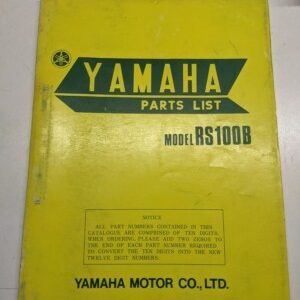 YAMAHA
PARTS LIST
MODEL RS100B
NOTICE
ALL PART NUMBERS CONTAINED IN THIS
CATALOGUE ARE COMPRISED OF TEN DIGITS.
WHEN ORDERING, PLEASE ADD TWO ZEROS TO
THE END OF EACH PART NUMBER REQUIRED
TO CONVERT THE TEN DIGITS INTO THE NEW
TWELVE DIGIT NUMBERS.
YAMAHA MOTOR CO., LTD.